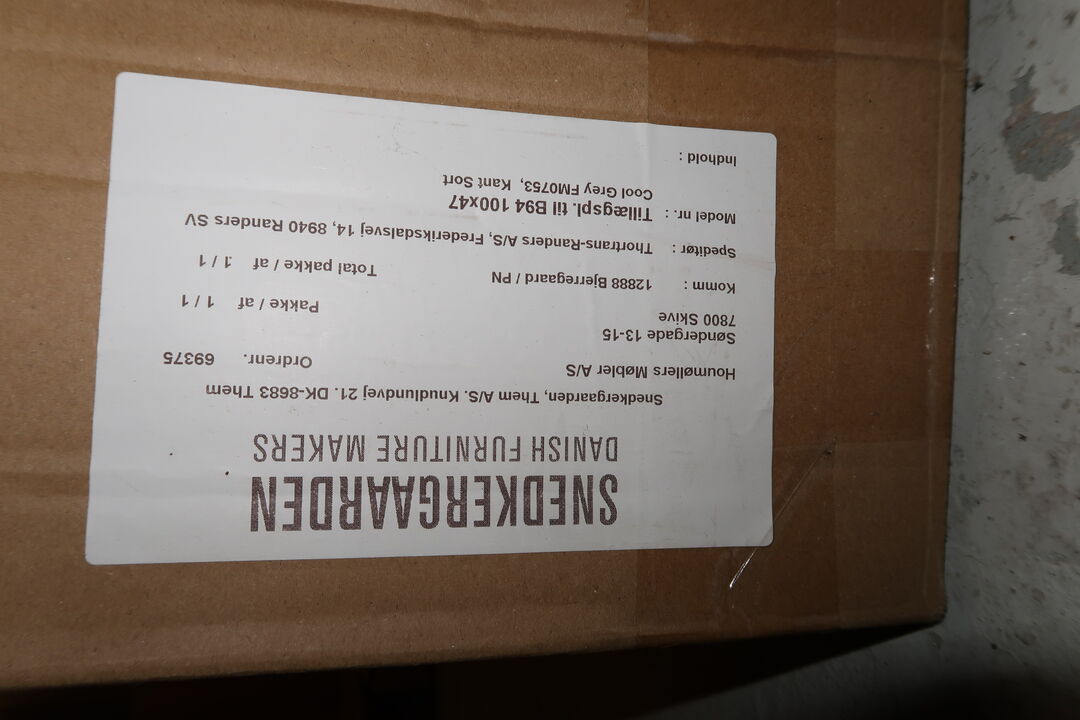 SNEDKERGAARDEN
DANISH FURNITURE MAKERS
Snedkergaarden, Them A/S. Knudlundvej 21. DK-8683 Them
Houmøllers Møbler A/S Ordrenr. 69375
Søndergade 13-15
7800 Skive Pakke / af 1 / 1
Komm : 12888 Bjerregaard / PN Total pakke / af 1 / 1
Speditør : Thortrans-Randers A/S, Frederiksdalsvej, 14, 8940 Randers SV
Model nr. : Tillægspl. til B94 100x47
Cool Grey FM0753, Kant Sort
Indhold :